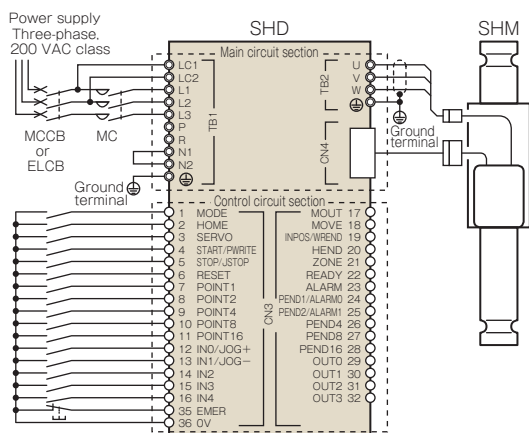 Power supply
Three-phase,
200 VAC class
SHD
SHM
Main circuit section
LC1
LC2
L1
L2
L3
P
R
N1
N2
TB1
TB2
U
V
W
CN4
MCCB
or
ELCB
MC
Ground
terminal
Ground
terminal
Control circuit section
1 MODE
2 HOME
3 SERVO
4 START/PWRITE
5 STOP/JSTOP
6 RESET
7 POINT1
8 POINT2
9 POINT4
10 POINT8
11 POINT16
12 IN0/JOG+
13 IN1/JOG−
14 IN2
15 IN3
16 IN4
35 EMER
36 0V
CN3
MOUT 17
MOVE 18
INPOS/WREND 19
HEND 20
ZONE 21
READY 22
ALARM 23
PEND1/ALARM0 24
PEND2/ALARM1 25
PEND4 26
PEND8 27
PEND16 28
OUT0 29
OUT1 30
OUT2 31
OUT3 32